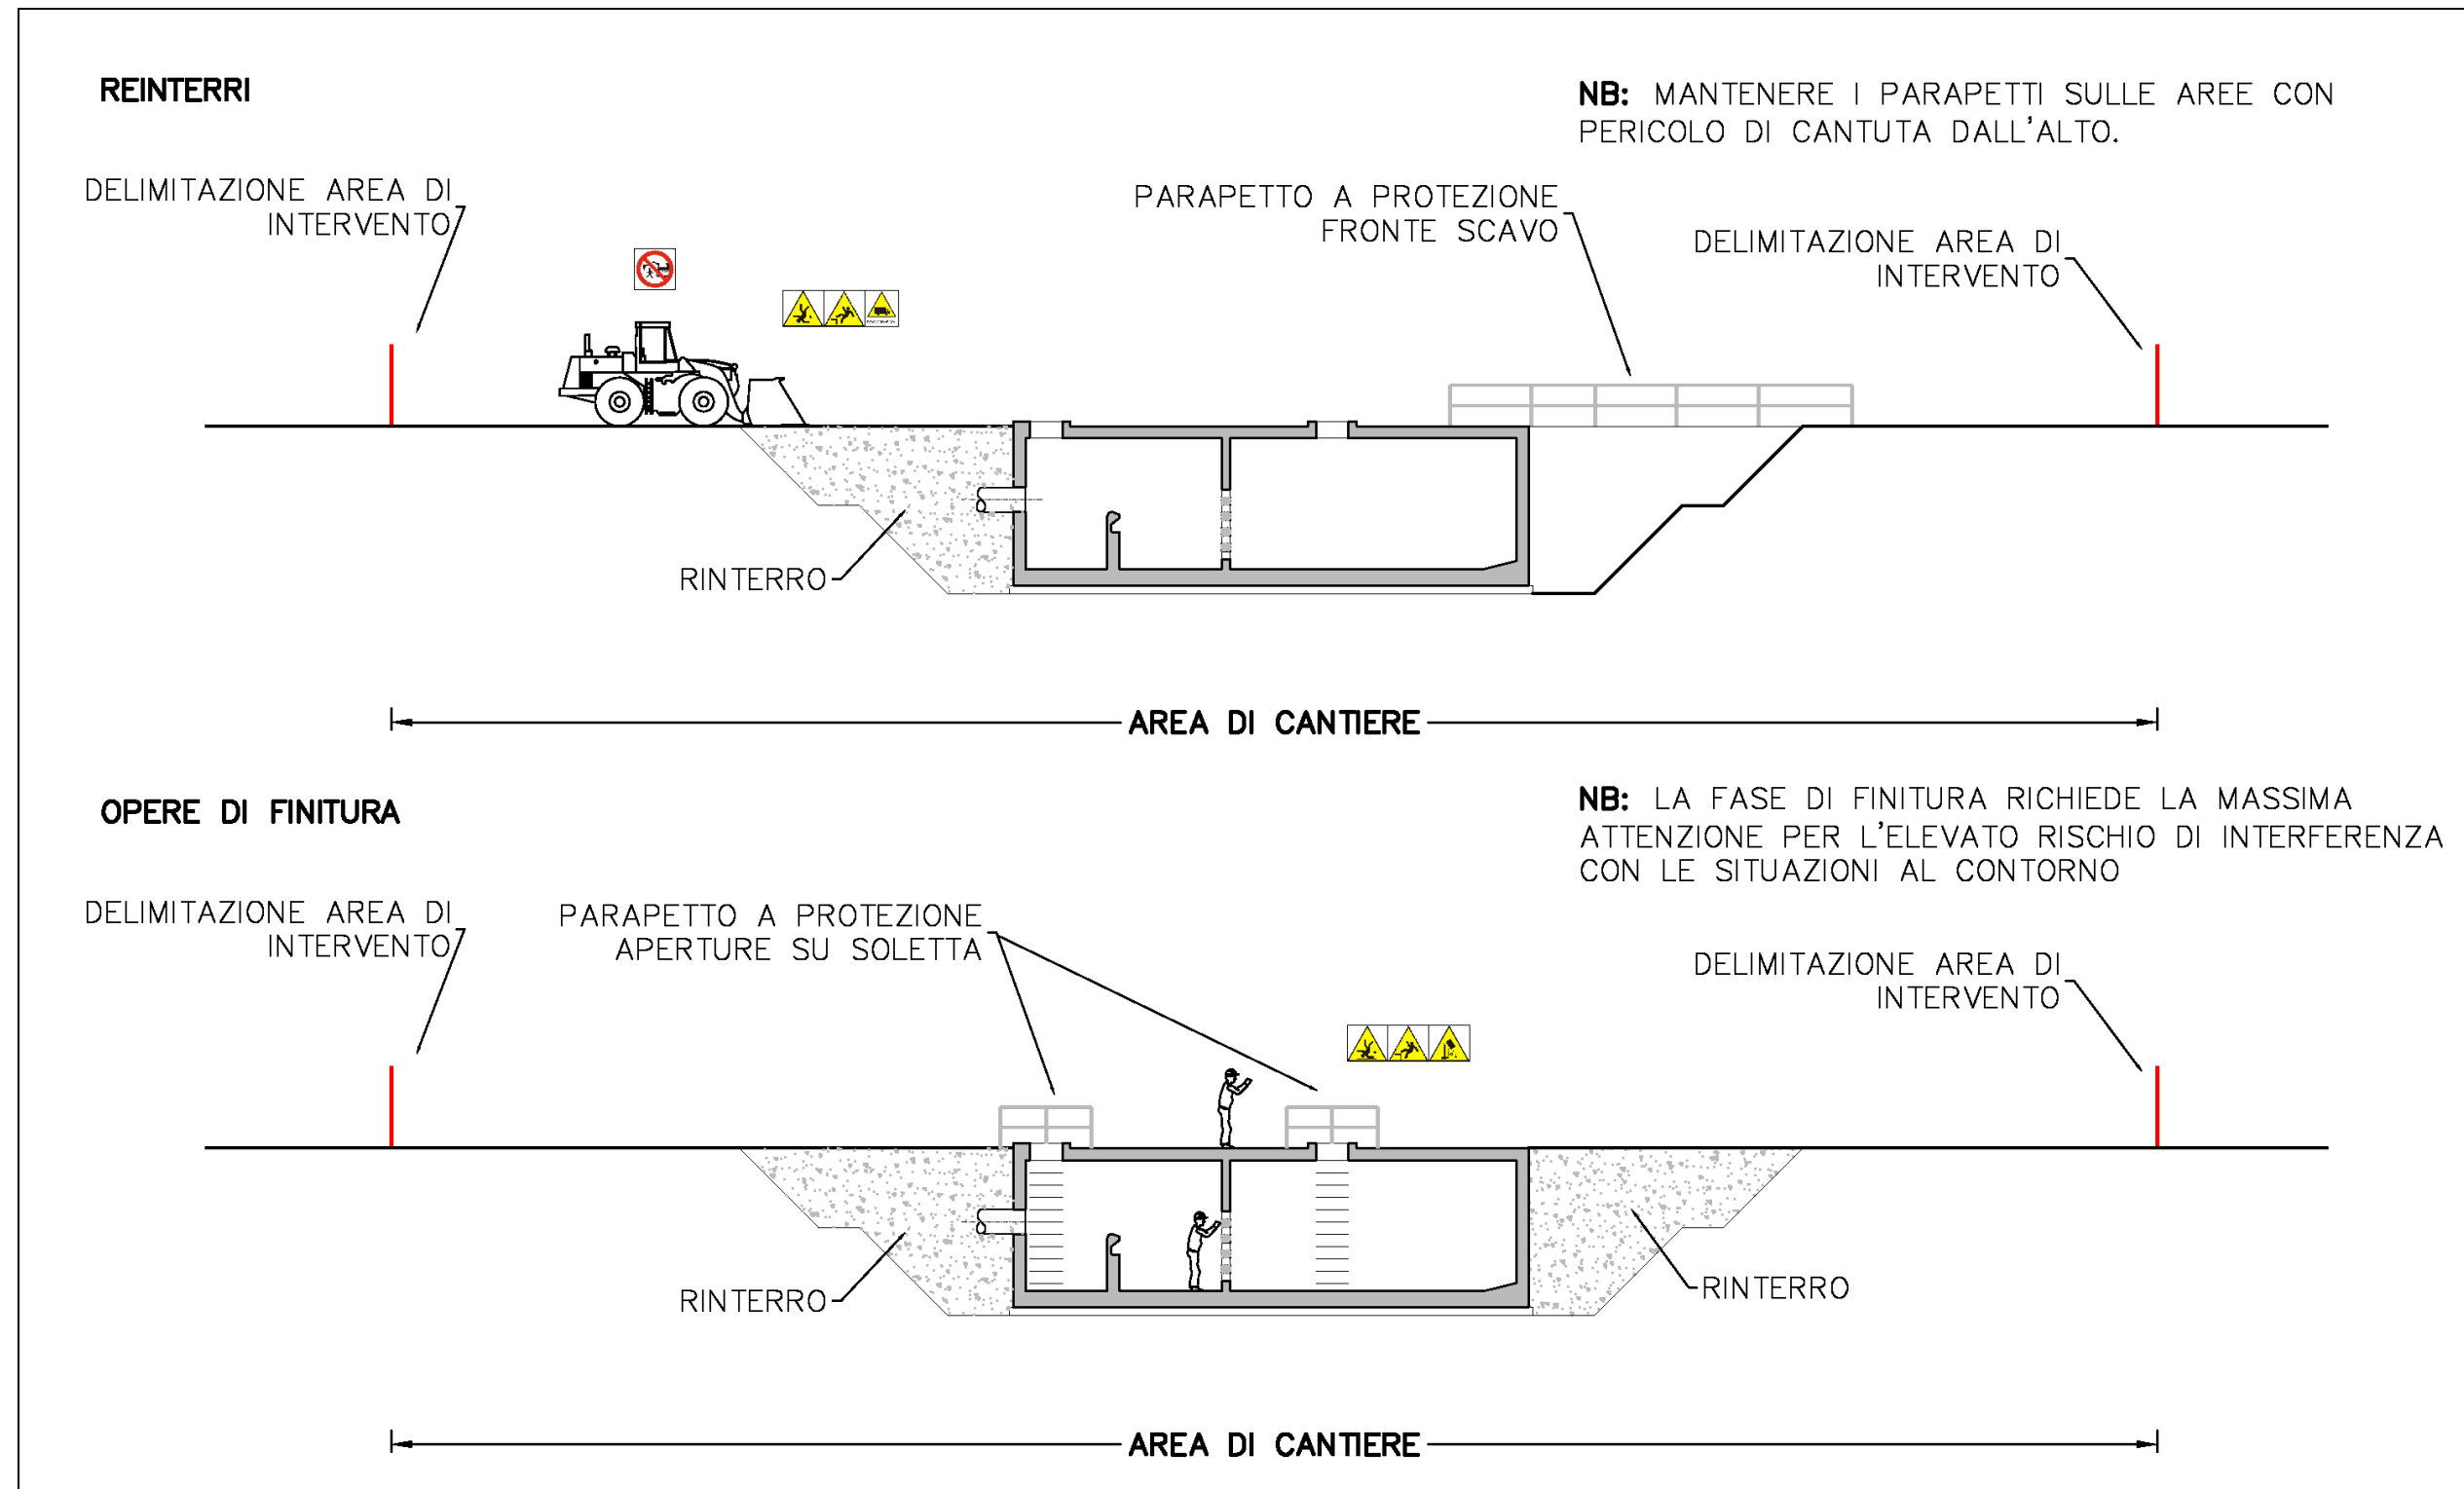 REINTERRI
NB: MANTENERE I PARAPETTI SULLE AREE CON
PERICOLO DI CANTUTA DALL'ALTO.
DELIMITAZIONE AREA DI
INTERVENTO
PARAPETTO A PROTEZIONE
FRONTE SCAVO
DELIMITAZIONE AREA DI
INTERVENTO
RINTERRO
AREA DI CANTIERE
OPERE DI FINITURA
NB: LA FASE DI FINITURA RICHIEDE LA MASSIMA
ATTENZIONE PER L'ELEVATO RISCHIO DI INTERFERENZA
CON LE SITUAZIONI AL CONTORNO
DELIMITAZIONE AREA DI
INTERVENTO
PARAPETTO A PROTEZIONE
APERTURE SU SOLETTA
DELIMITAZIONE AREA DI
INTERVENTO
RINTERRO
RINTERRO
AREA DI CANTIERE